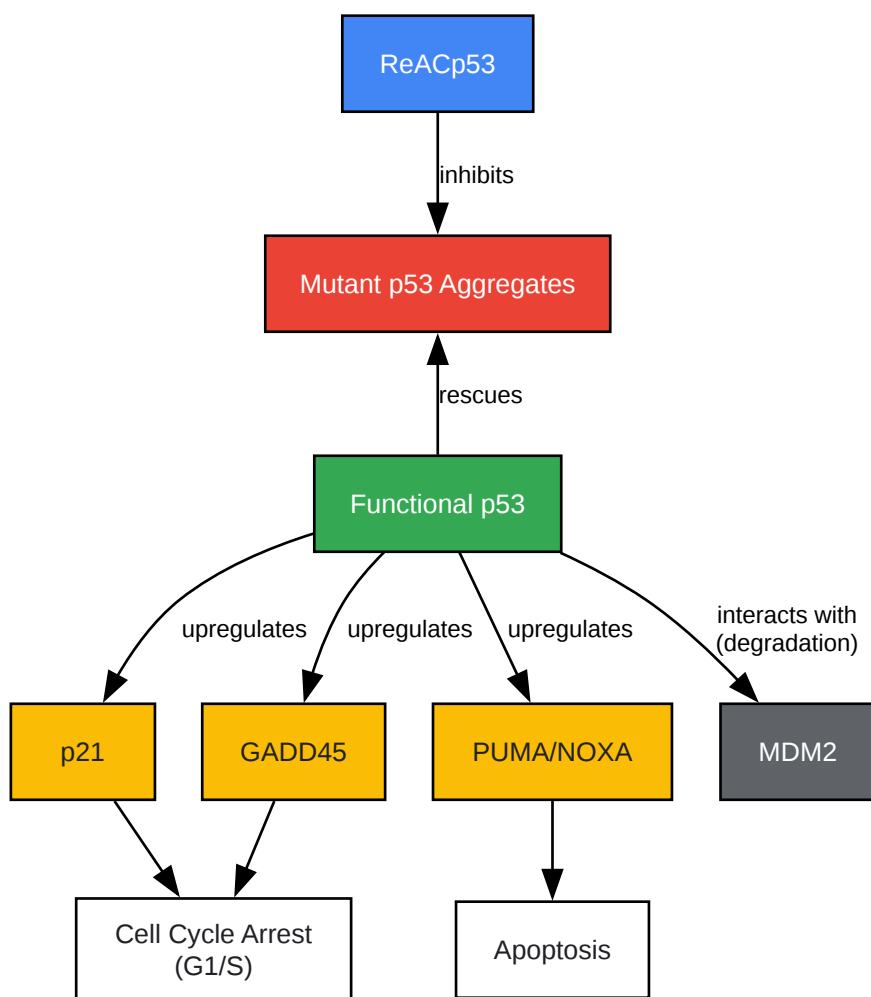 ReACp53
inhibits
Mutant p53 Aggregates
rescues
Functional p53
upregulates
upregulates
upregulates
interacts with
(degradation)
p21
GADD45
PUMA/NOXA
MDM2
Cell Cycle Arrest
(G1/S)
Apoptosis